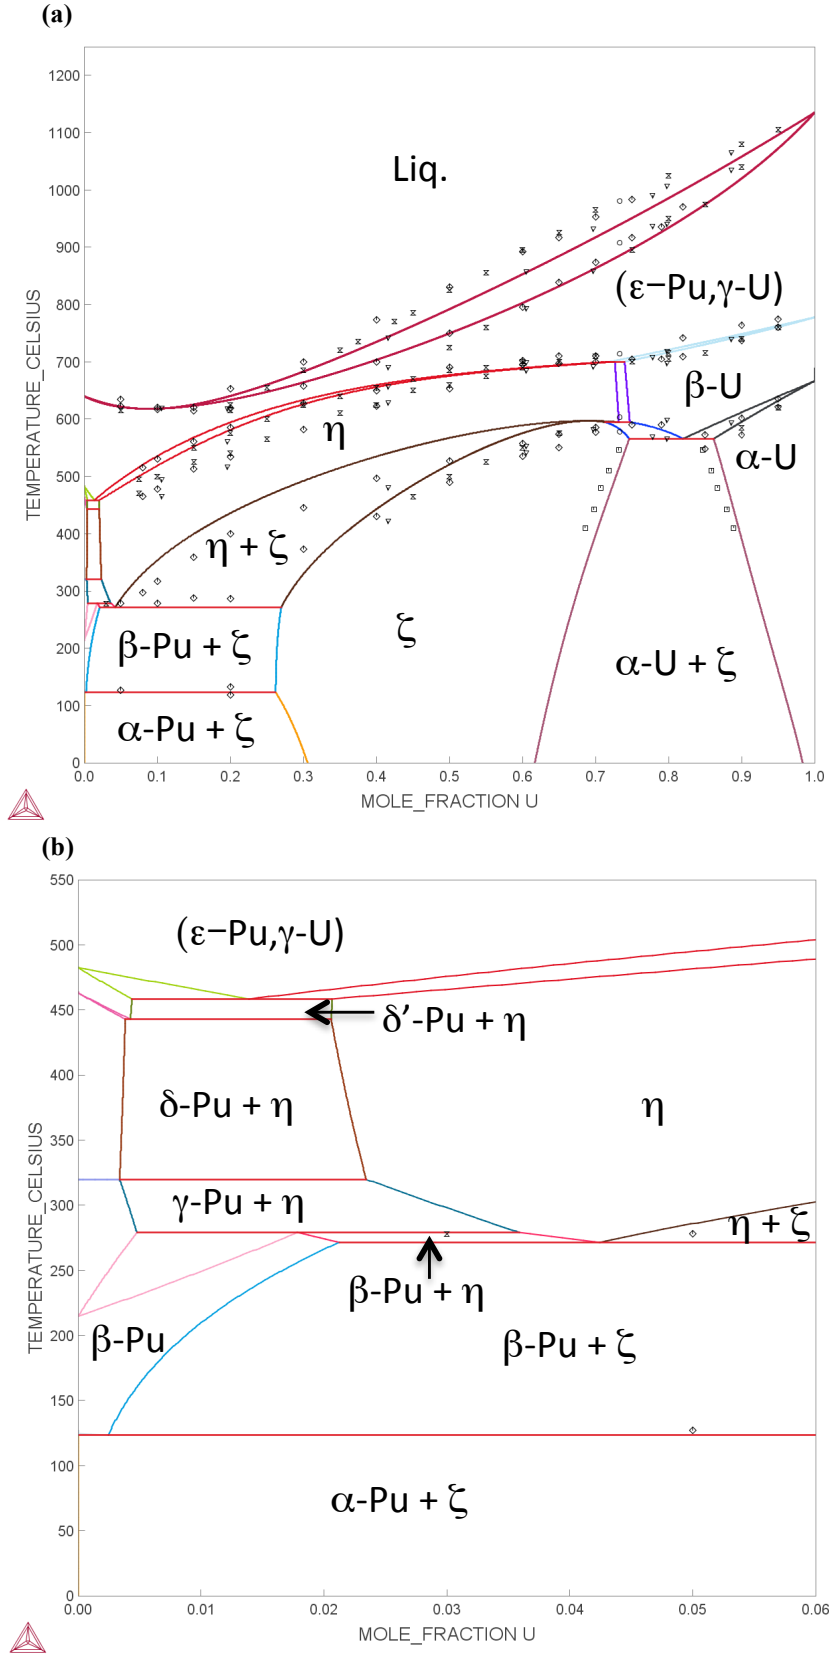 (a)
1200
1100
1000
900
800
700
600
500
400
300
200
100
0
TEMPERATURE_CELSIUS
Liq.
(ε−Pu,γ-U)
β-U
η
α-U
η + ζ
ζ
β-Pu + ζ
α-U + ζ
α-Pu + ζ
0.0 0.1 0.2 0.3 0.4 0.5 0.6 0.7 0.8 0.9 1.0
MOLE_FRACTION U
(b)
550
500
450
400
350
300
250
200
150
100
50
0
TEMPERATURE_CELSIUS
(ε−Pu,γ-U)
δ’-Pu + η
δ-Pu + η
η
γ-Pu + η
η + ζ
β-Pu + η
β-Pu
β-Pu + ζ
α-Pu + ζ
0.00 0.01 0.02 0.03 0.04 0.05 0.06
MOLE_FRACTION U